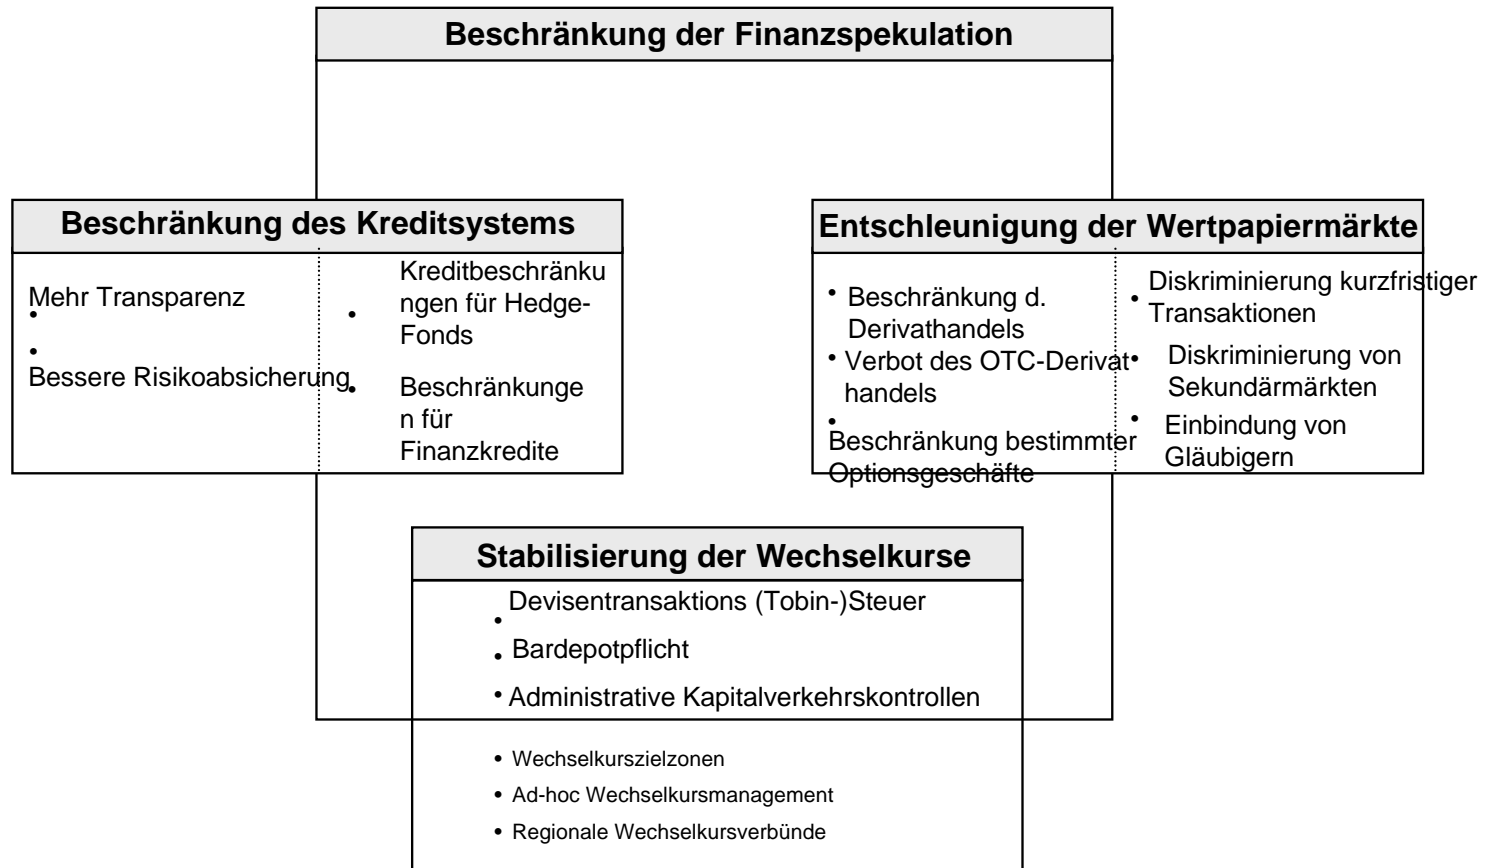 Beschränkung der Finanzspekulation
Beschränkung des Kreditsystems
Mehr Transparenz
•
•
Bessere Risikoabsicherung
Kreditbeschränku
• ngen für Hedge-
Fonds
• Beschränkunge
n für
Finanzkredite
Entschleunigung der Wertpapiermärkte
• Beschränkung d.
Derivathandels
• Verbot des OTC-Derivat
handels
•
Beschränkung bestimmter
Optionsgeschäfte
• Diskriminierung kurzfristiger
Transaktionen
• Diskriminierung von
Sekundärmärkten
• Einbindung von
Gläubigern
Stabilisierung der Wechselkurse
• Devisentransaktions (Tobin-)Steuer
• Bardepotpflicht
• Administrative Kapitalverkehrskontrollen
• Wechselkurszielzonen
• Ad-hoc Wechselkursmanagement
• Regionale Wechselkursverbünde